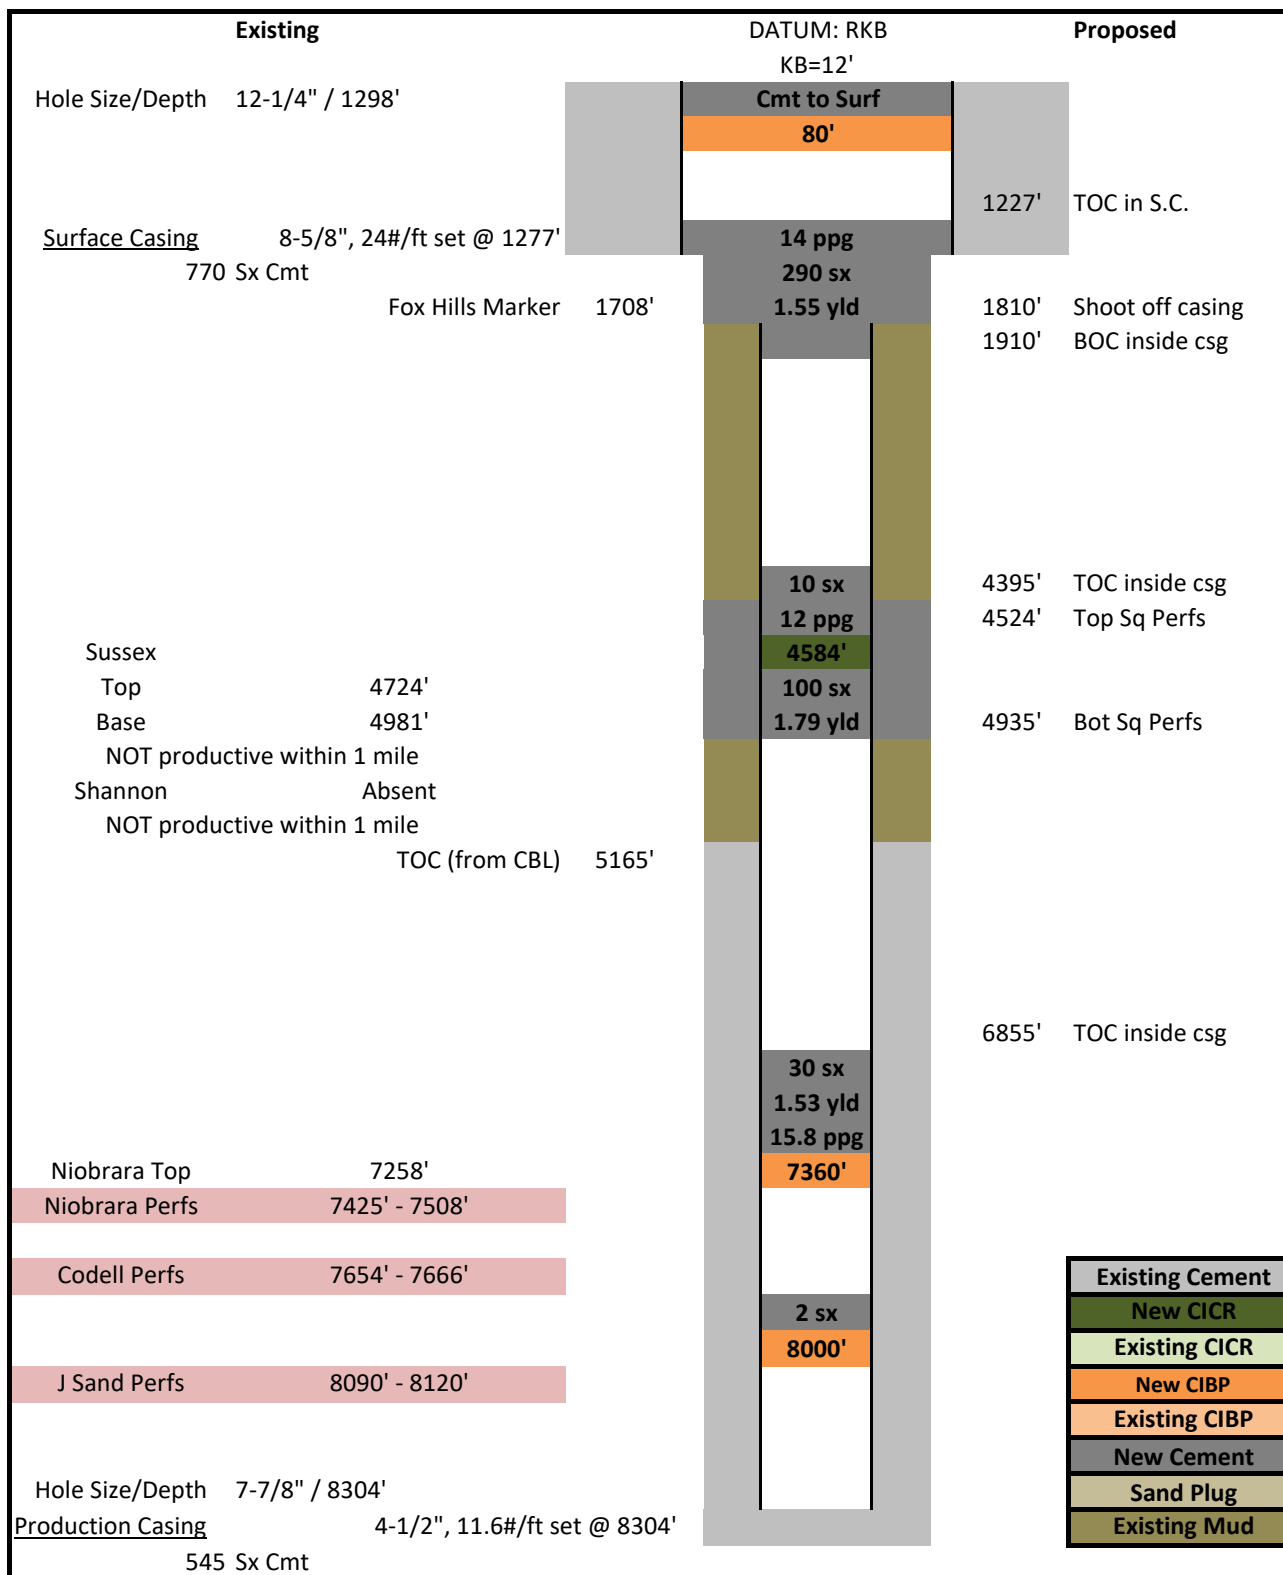 Existing DATUM: RKB Proposed
KB=12'
Hole Size/Depth 12-1/4" / 1298' Cmt to Surf
80'
1227' TOC in S.C.
Surface Casing 8-5/8", 24#/ft set @ 1277' 14 ppg
770 Sx Cmt 290 sx
Fox Hills Marker 1708' 1.55 yld 1810' Shoot off casing
1910' BOC inside csg
10 sx 4395' TOC inside csg
12 ppg 4524' Top Sq Perfs
Sussex 4584'
Top 4724' 100 sx
Base 4981' 1.79 yld 4935' Bot Sq Perfs
NOT productive within 1 mile
Shannon Absent
NOT productive within 1 mile
TOC (from CBL) 5165'
6855' TOC inside csg
30 sx
1.53 yld
15.8 ppg
Niobrara Top 7258' 7360'
Niobrara Perfs 7425' - 7508'
Codell Perfs 7654' - 7666' Existing Cement
2 sx New CICR
8000' Existing CICR
J Sand Perfs 8090' - 8120' New CIBP
Existing CIBP
New Cement
Hole Size/Depth 7-7/8" / 8304' Sand Plug
Production Casing 4-1/2", 11.6#/ft set @ 8304' Existing Mud
545 Sx Cmt